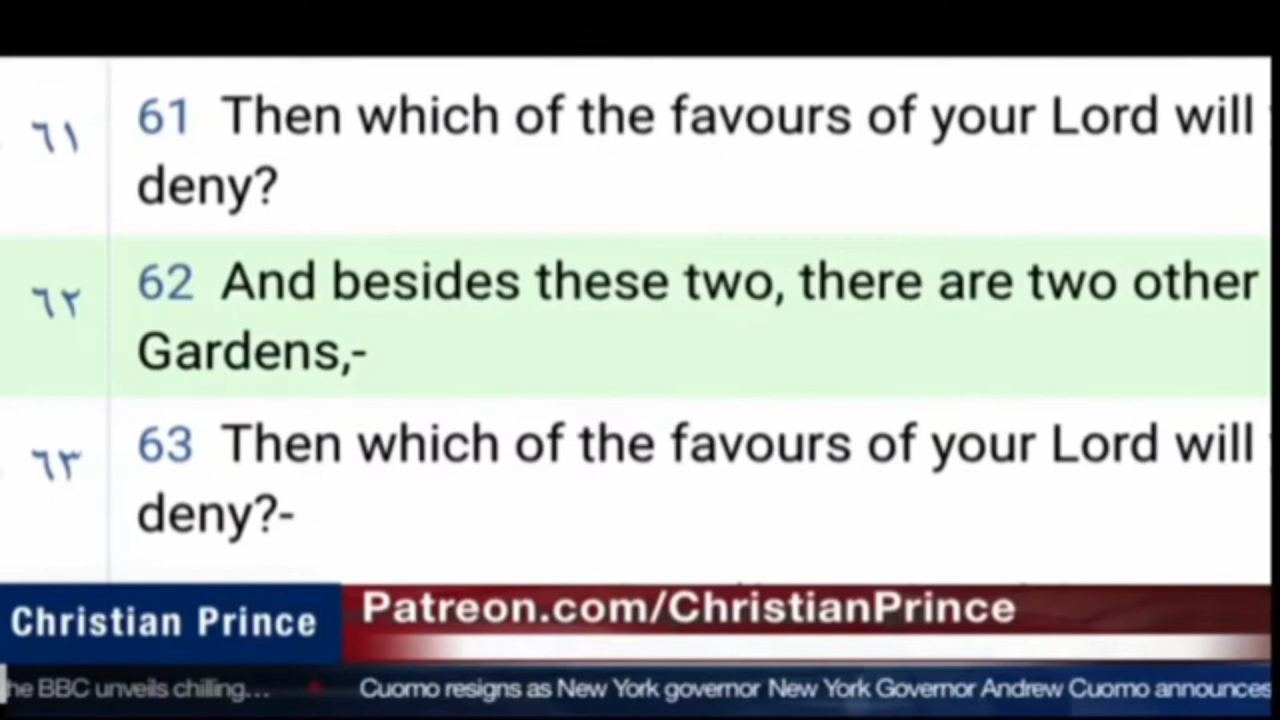 ٦١ 61 Then which of the favours of your Lord will
deny?
٦٢ 62 And besides these two, there are two other
Gardens,-
٦٣ 63 Then which of the favours of your Lord will
deny?-
Christian Prince Patreon.com/ChristianPrince
he BBC unveils chilling... Cuomo resigns as New York governor New York Governor Andrew Cuomo announces